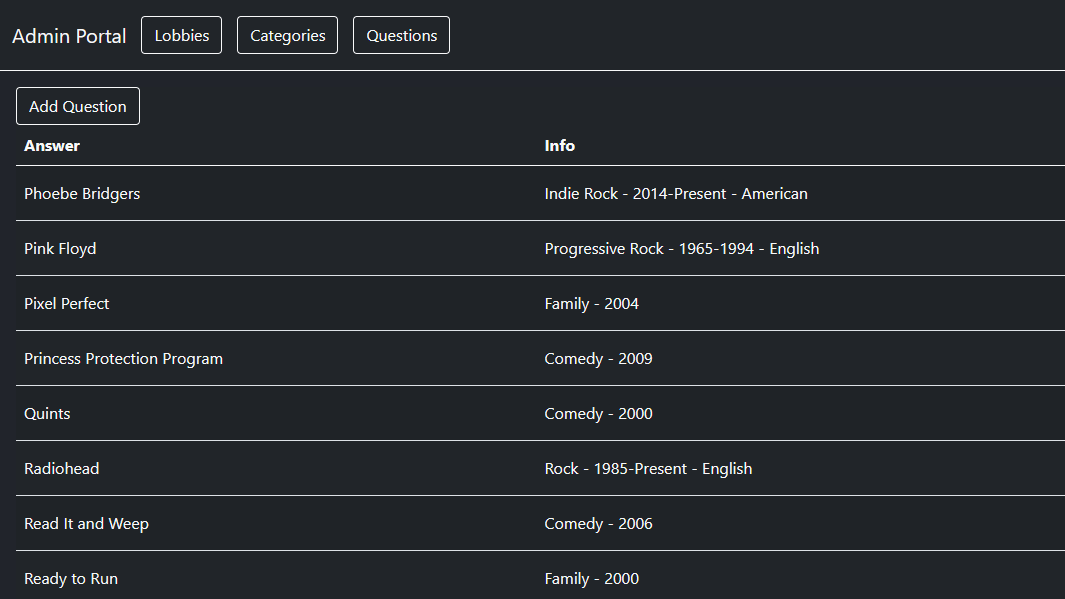 Admin Portal Lobbies Categories Questions
Add Question
Answer Info
Phoebe Bridgers Indie Rock - 2014-Present - American
Pink Floyd Progressive Rock - 1965-1994 - English
Pixel Perfect Family - 2004
Princess Protection Program Comedy - 2009
Quints Comedy - 2000
Radiohead Rock - 1985-Present - English
Read It and Weep Comedy - 2006
Ready to Run Family - 2000